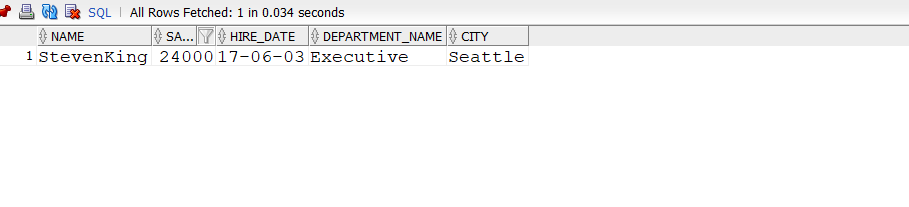 SQL All Rows Fetched: 1 in 0.034 seconds
NAME SA... HIRE_DATE DEPARTMENT_NAME CITY
1 StevenKing 24000 17-06-03 Executive Seattle